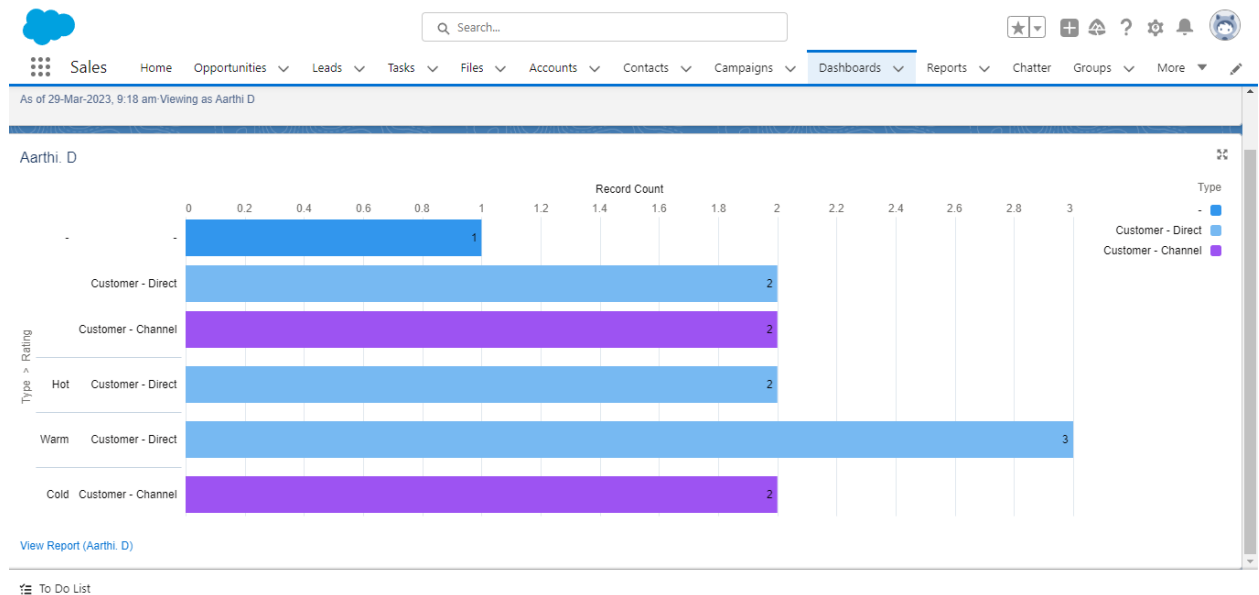 Search...
Sales Home Opportunities Leads Tasks Files Accounts Contacts Campaigns Dashboards Reports Chatter Groups More
As of 29-Mar-2023, 9:18 am·Viewing as Aarthi D
Aarthi. D
Record Count
0 0.2 0.4 0.6 0.8 1 1.2 1.4 1.6 1.8 2 2.2 2.4 2.6 2.8 3
Type
-
Customer - Direct
Customer - Channel
Type > Rating
- - 1
Customer - Direct 2
Customer - Channel 2
Hot Customer - Direct 2
Warm Customer - Direct 3
Cold Customer - Channel 2
View Report (Aarthi. D)
To Do List